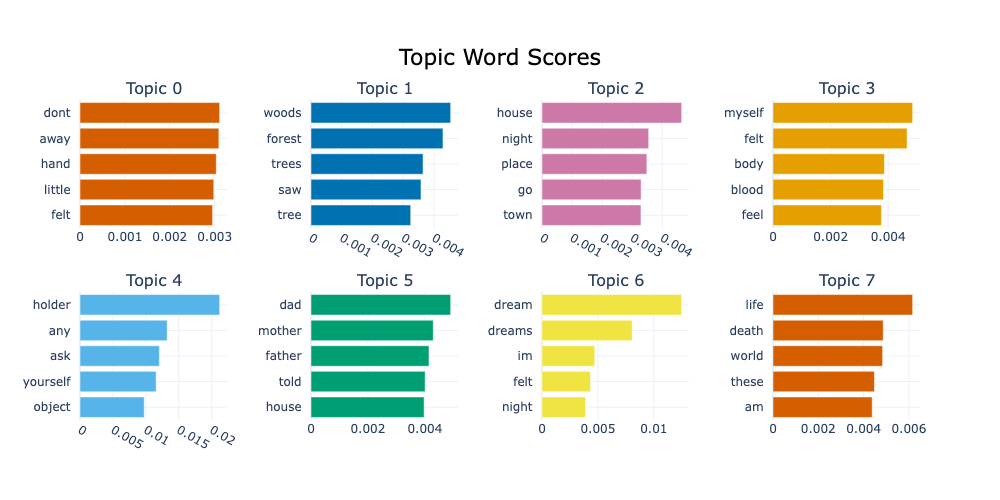 Topic Word Scores
Topic 0
dont
away
hand
little
felt
0 0.001 0.002 0.003
Topic 1
woods
forest
trees
saw
tree
0 0.001 0.002 0.003 0.004
Topic 2
house
night
place
go
town
0 0.001 0.002 0.003 0.004
Topic 3
myself
felt
body
blood
feel
0 0.002 0.004
Topic 4
holder
any
ask
yourself
object
0 0.005 0.01 0.015 0.02
Topic 5
dad
mother
father
told
house
0 0.002 0.004
Topic 6
dream
dreams
im
felt
night
0 0.005 0.01
Topic 7
life
death
world
these
am
0 0.002 0.004 0.006